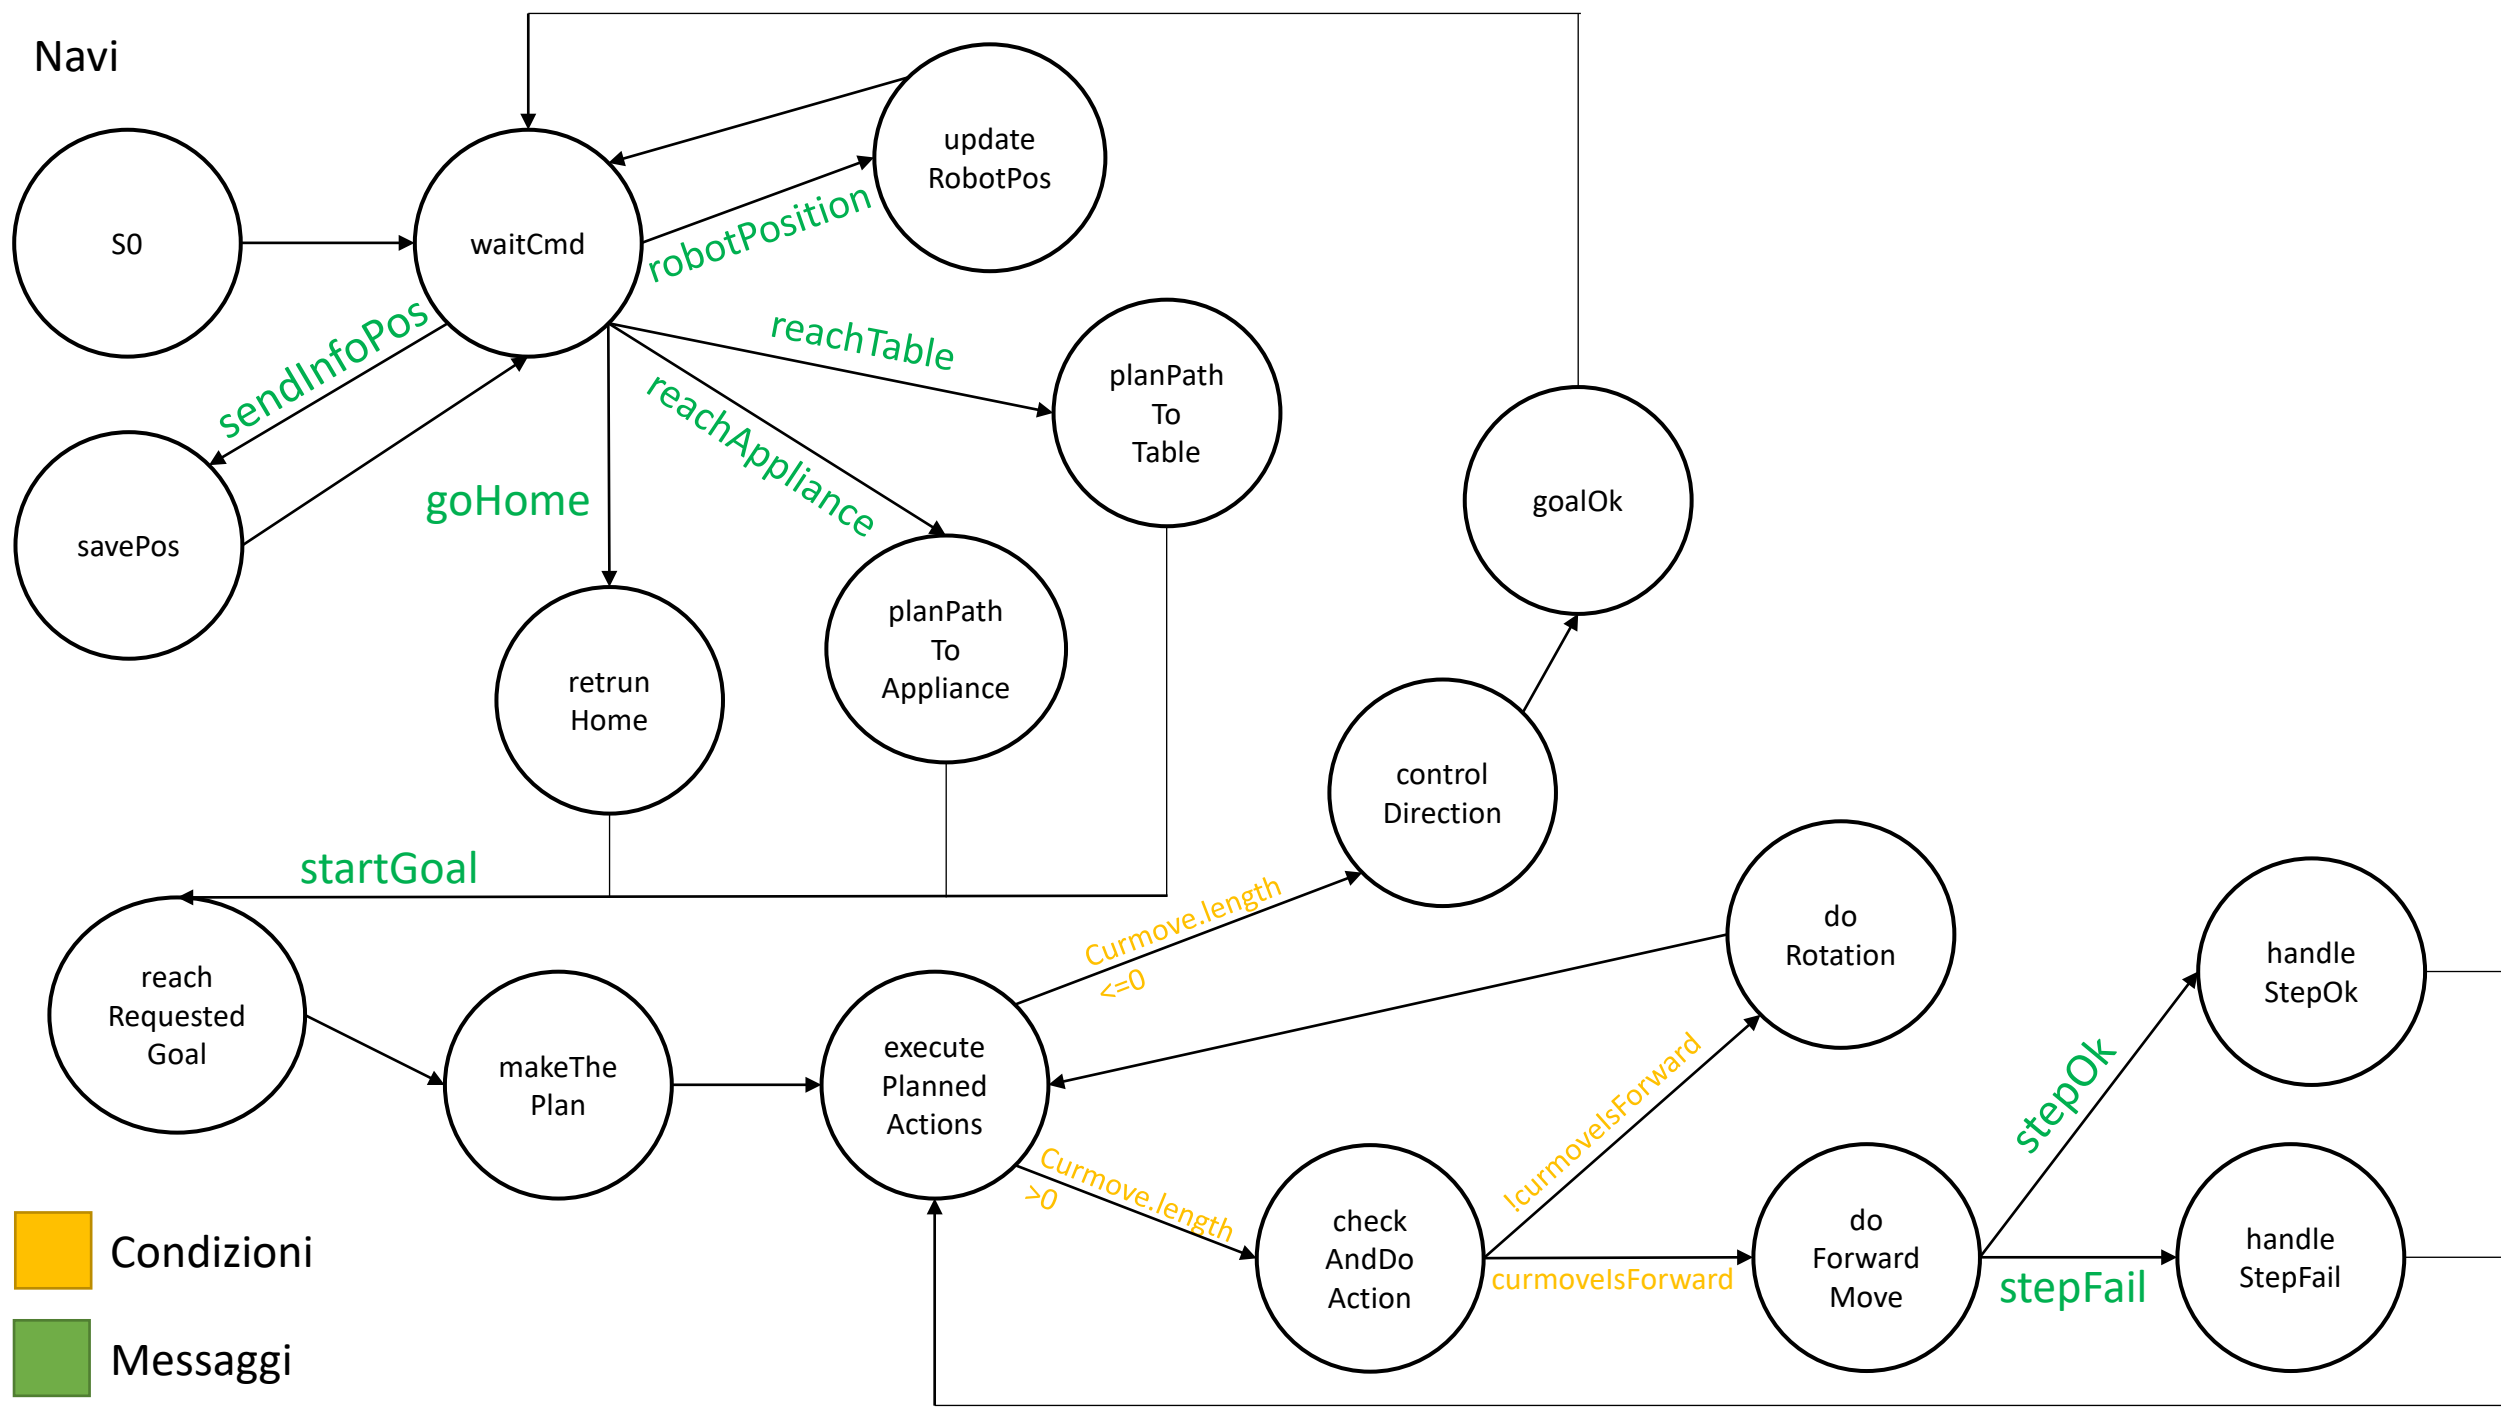 Navi
update
RobotPos
S0
waitCmd
robotPosition
sendInfoPos
reachTable
reachAppliance
planPath
To
Table
goHome
goalOk
savePos
planPath
To
Appliance
retrun
Home
control
Direction
startGoal
Curmove.length
<=0
do
Rotation
handle
StepOk
reach
Requested
Goal
makeThe
Plan
execute
Planned
Actions
!curmoveIsForward
stepOk
Curmove.length
>0
check
AndDo
Action
curmoveIsForward
do
Forward
Move
stepFail
handle
StepFail
Condizioni
Messaggi